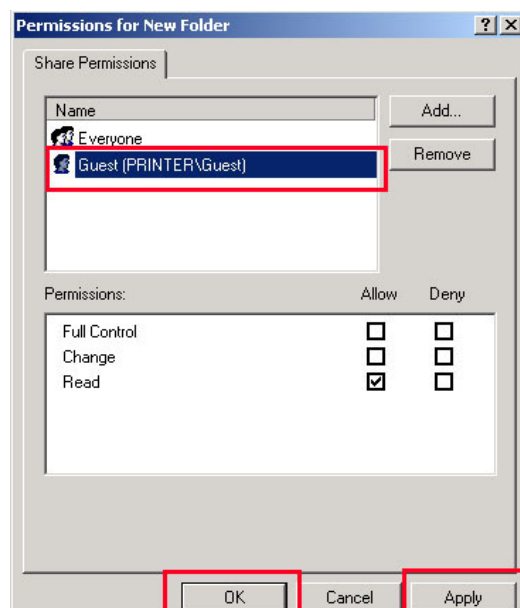 Permissions for New Folder
Share Permissions
Name
Add...
Everyone
Guest (PRINTER\Guest)
Remove
Permissions: Allow Deny
Full Control
Change
Read
OK Cancel Apply